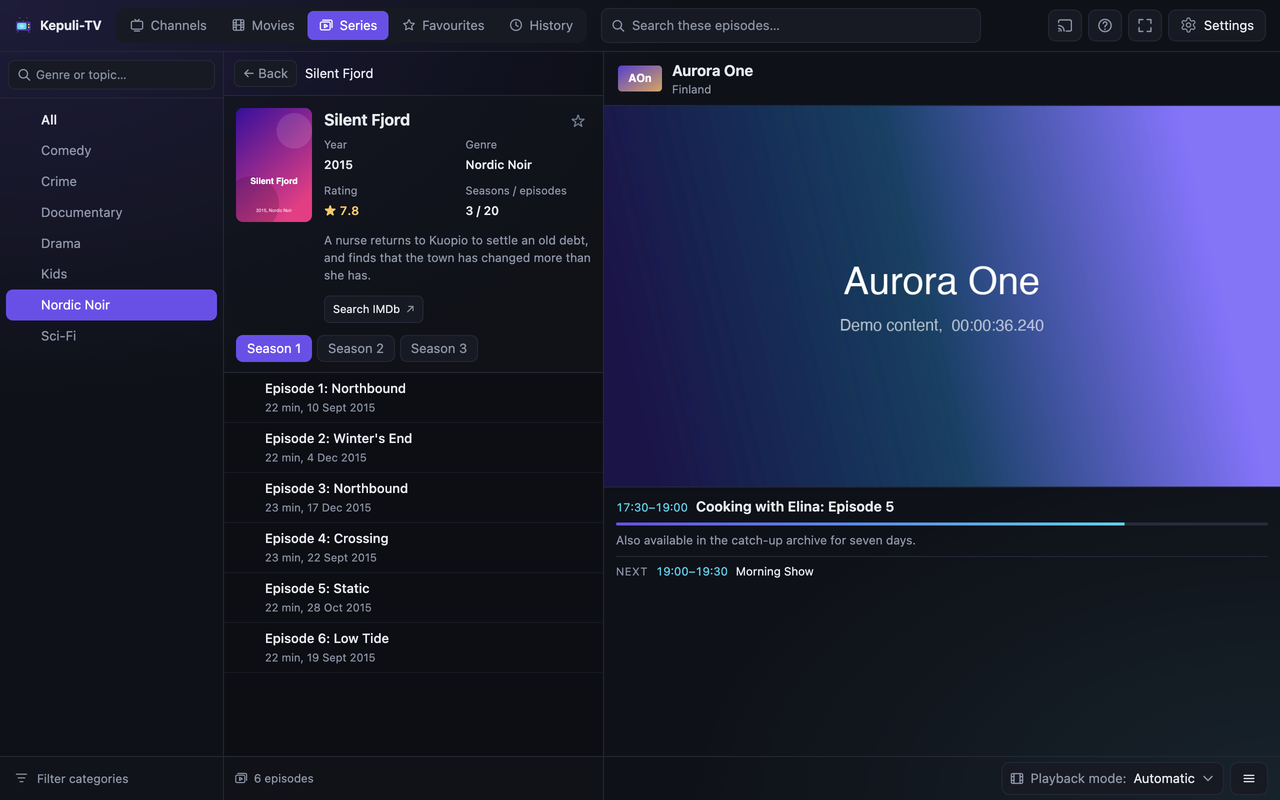 Kepuli-TV
Channels
Movies
Series
Favourites
History
Search these episodes...
Settings
Genre or topic...
All
Comedy
Crime
Documentary
Drama
Kids
Nordic Noir
Sci-Fi
Filter categories
← Back
Silent Fjord
Silent Fjord
2015, Nordic Noir
Silent Fjord
Year
Genre
2015
Nordic Noir
Rating
Seasons / episodes
★ 7.8
3 / 20
A nurse returns to Kuopio to settle an old debt,
and finds that the town has changed more than
she has.
Search IMDb ↗
Season 1
Season 2
Season 3
Episode 1: Northbound
22 min, 10 Sept 2015
Episode 2: Winter's End
22 min, 4 Dec 2015
Episode 3: Northbound
23 min, 17 Dec 2015
Episode 4: Crossing
23 min, 22 Sept 2015
Episode 5: Static
22 min, 28 Oct 2015
Episode 6: Low Tide
22 min, 19 Sept 2015
6 episodes
AOn
Aurora One
Finland
Aurora One
Demo content, 00:00:36.240
17:30–19:00 Cooking with Elina: Episode 5
Also available in the catch-up archive for seven days.
NEXT 19:00–19:30 Morning Show
Playback mode: Automatic